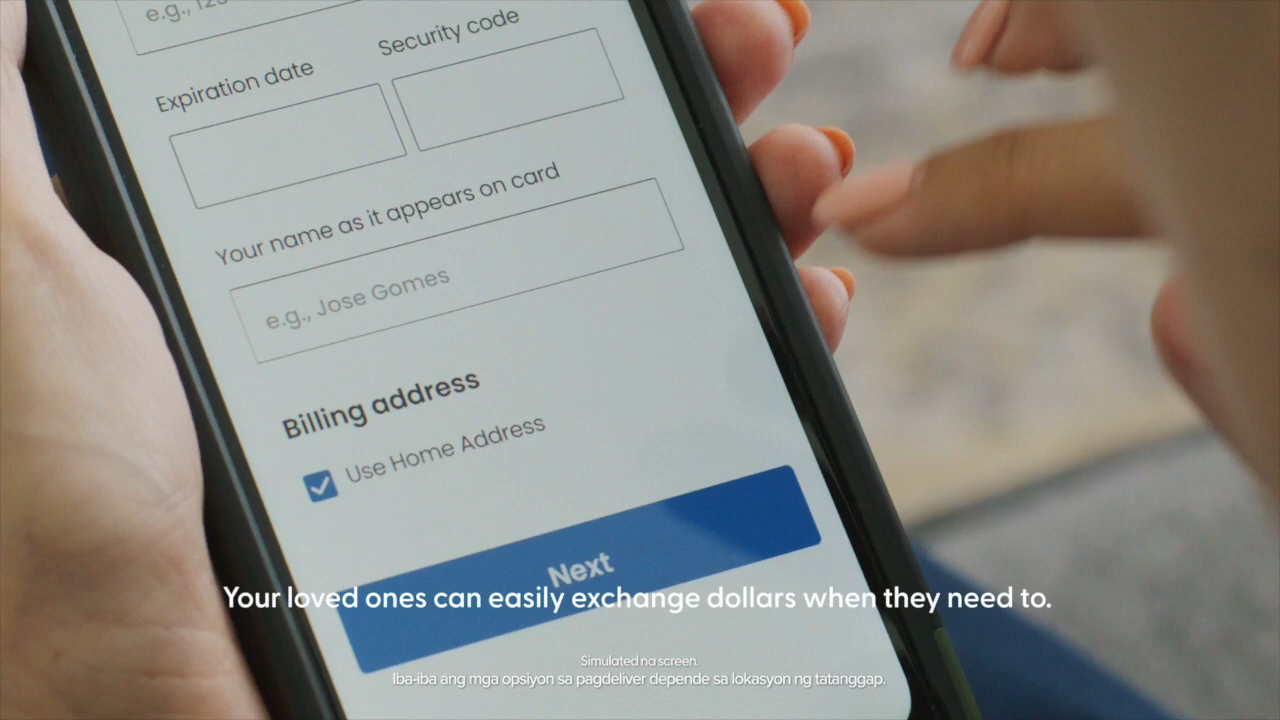 e.g., 123
Expiration date
Security code
Your name as it appears on card
e.g., Jose Gomes
Billing address
Use Home Address
Next
Your loved ones can easily exchange dollars when they need to.
Simulated na screen.
Iba-iba ang mga opsiyon sa pagdeliver depende sa lokasyon ng tatanggap.